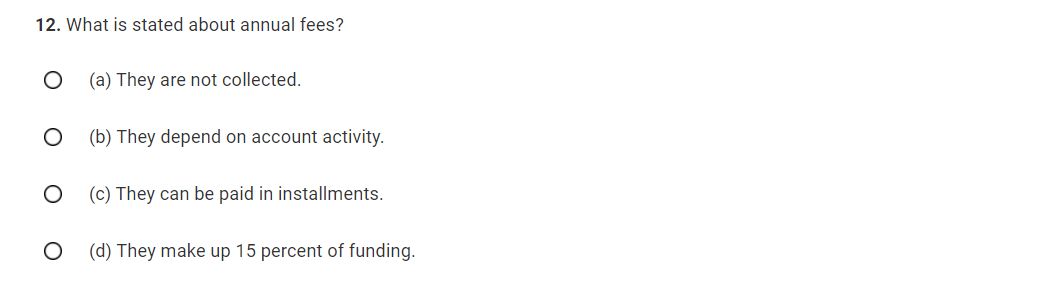 12. What is stated about annual fees?
(a) They are not collected.
(b) They depend on account activity.
(c) They can be paid in installments.
(d) They make up 15 percent of funding.